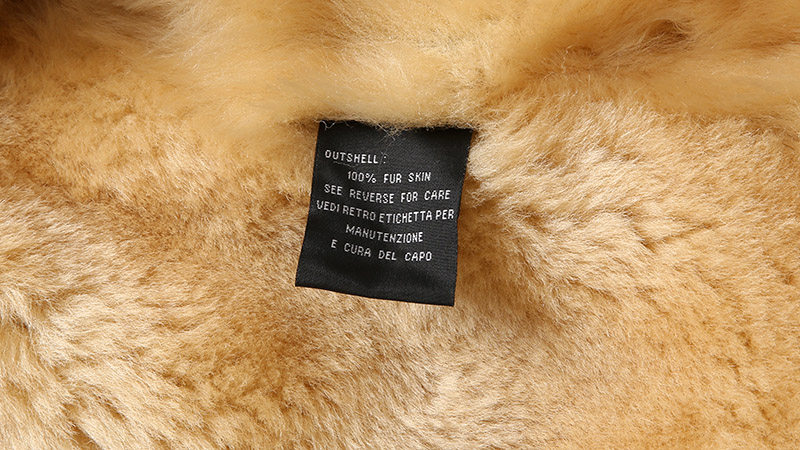 OUTSHELL:
100% FUR SKIN
SEE REVERSE FOR CARE
VEDI RETRO ETICHETTA PER
MANUTENZIONE
E CURA DEL CAPO